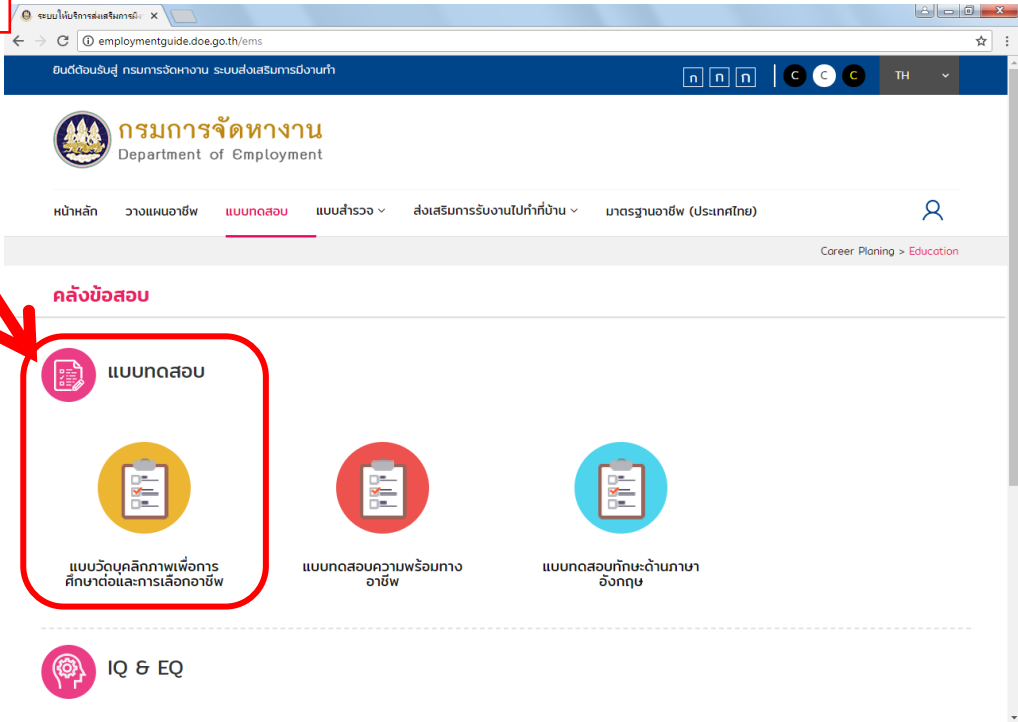 ระบบให้บริการส่งเสริมการมีง
employmentguide.doe.go.th/ems
ยินดีต้อนรับสู่ กรมการจัดหางาน ระบบส่งเสริมการมีงานทำ
ก ก ก C C C TH
กรมการจัดหางาน
Department of Employment
หน้าหลัก วางแผนอาชีพ แบบทดสอบ แบบสำรวจ ส่งเสริมการรับงานไปทำที่บ้าน มาตรฐานอาชีพ (ประเทศไทย)
Career Planing > Education
คลังข้อสอบ
แบบทดสอบ
แบบวัดบุคลิกภาพเพื่อการ
ศึกษาต่อและการเลือกอาชีพ
แบบทดสอบความพร้อมทาง
อาชีพ
แบบทดสอบทักษะด้านภาษา
อังกฤษ
IQ & EQ